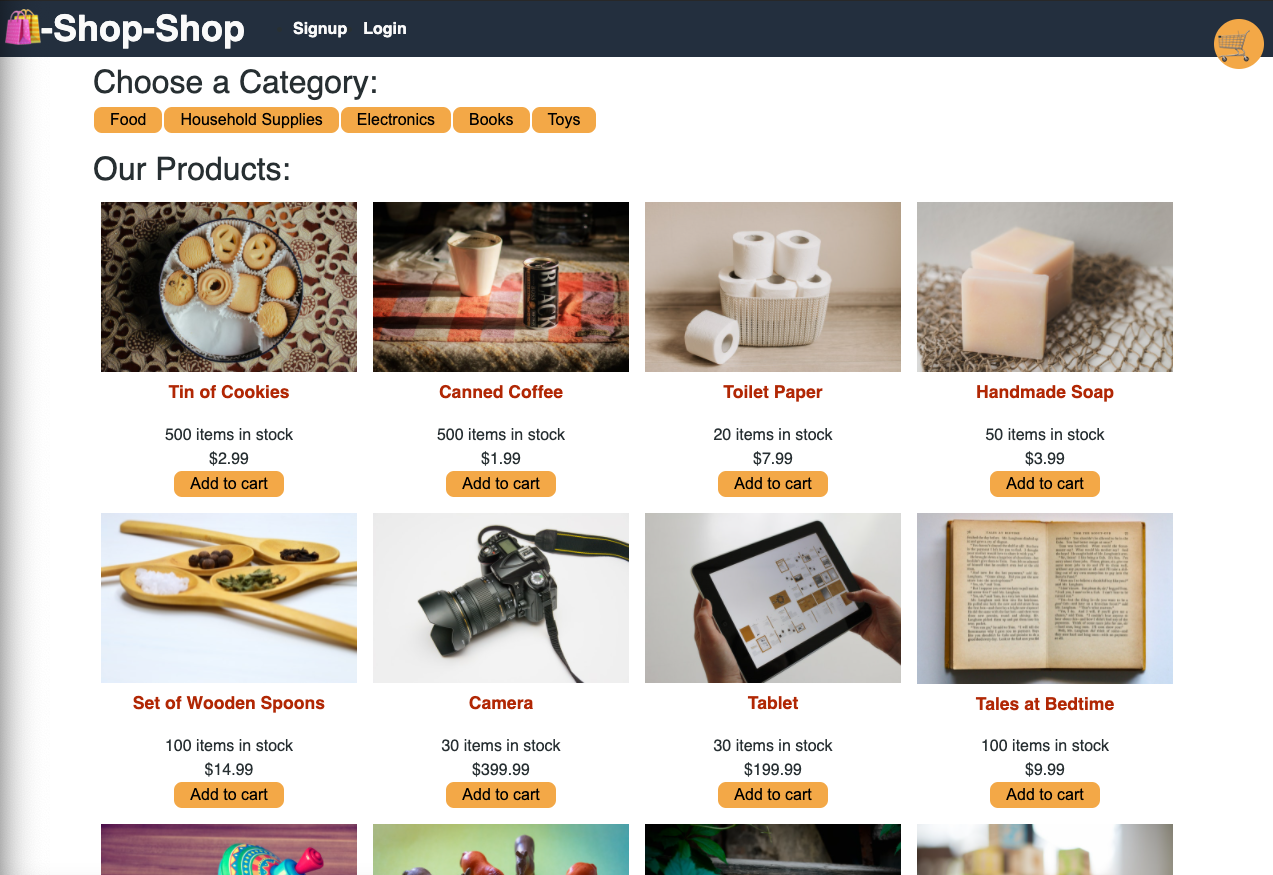 -Shop-Shop
Signup Login
Choose a Category:
Food Household Supplies Electronics Books Toys
Our Products:
BLACK
Tin of Cookies Canned Coffee Toilet Paper Handmade Soap
500 items in stock 500 items in stock 20 items in stock 50 items in stock
$2.99 $1.99 $7.99 $3.99
Add to cart Add to cart Add to cart Add to cart
Set of Wooden Spoons Camera Tablet Tales at Bedtime
100 items in stock 30 items in stock 30 items in stock 100 items in stock
$14.99 $399.99 $199.99 $9.99
Add to cart Add to cart Add to cart Add to cart